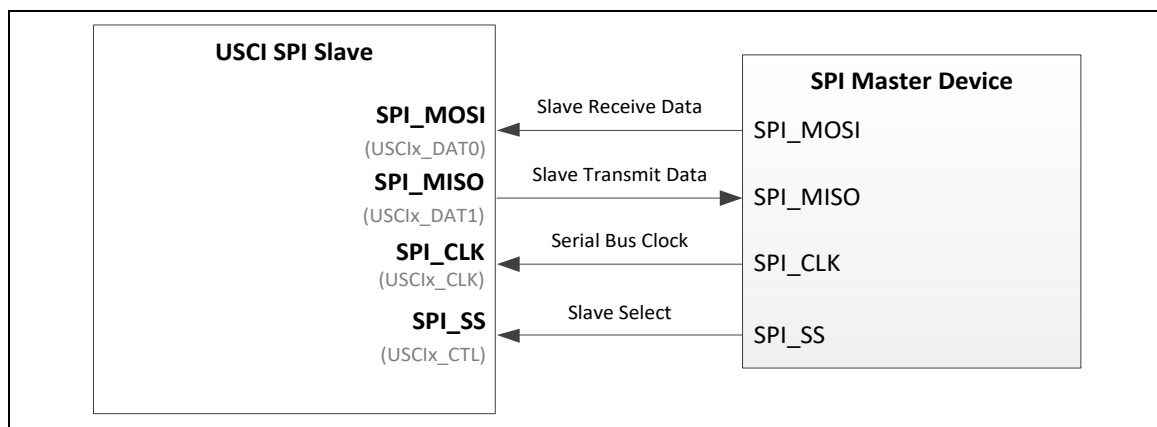 USCI SPI Slave
SPI_MOSI
(USCIx_DAT0)
SPI_MISO
(USCIx_DAT1)
SPI_CLK
(USCIx_CLK)
SPI_SS
(USCIx_CTL)
Slave Receive Data
Slave Transmit Data
Serial Bus Clock
Slave Select
SPI Master Device
SPI_MOSI
SPI_MISO
SPI_CLK
SPI_SS